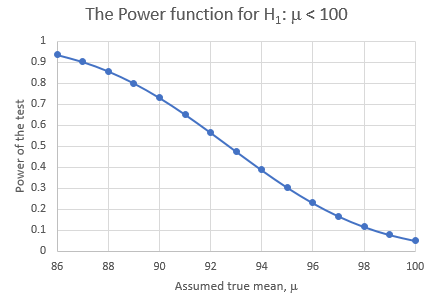 The Power function for H₁: μ < 100
Power of the test
1
0.9
0.8
0.7
0.6
0.5
0.4
0.3
0.2
0.1
0
86 88 90 92 94 96 98 100
Assumed true mean, μ